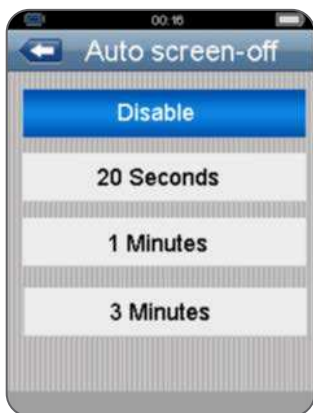 00:16
Auto screen-off
Disable
20 Seconds
1 Minutes
3 Minutes